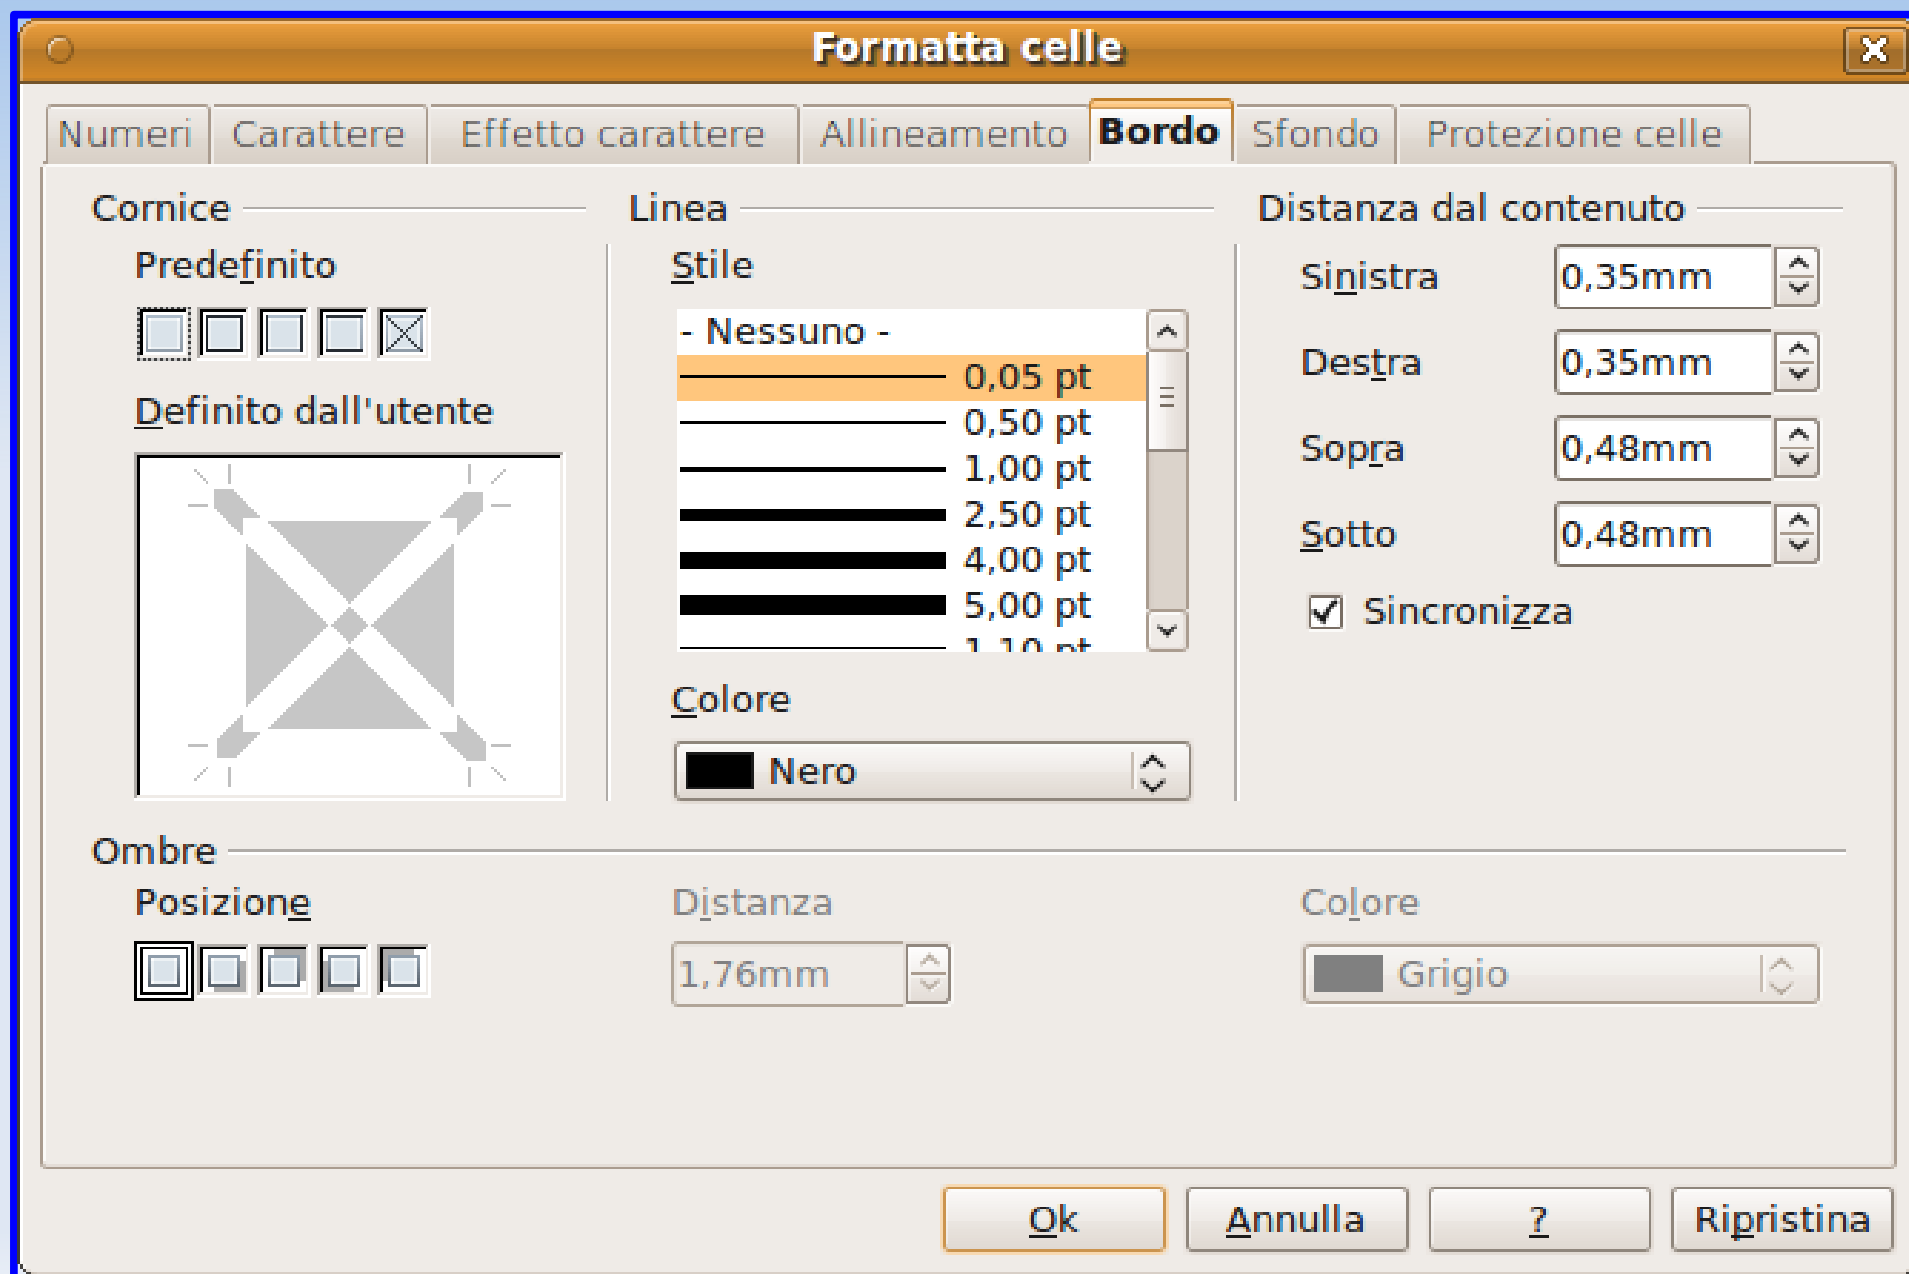 Formatta celle
Numeri Carattere Effetto carattere Allineamento Bordo Sfondo Protezione celle
Cornice
Predefinito
Definito dall'utente
Linea
Stile
- Nessuno -
0,05 pt
0,50 pt
1,00 pt
2,50 pt
4,00 pt
5,00 pt
1,10 pt
Colore
Nero
Distanza dal contenuto
Sinistra 0,35mm
Destra 0,35mm
Sopra 0,48mm
Sotto 0,48mm
Sincronizza
Ombre
Posizione
Distanza
1,76mm
Colore
Grigio
Ok Annulla ? Ripristina